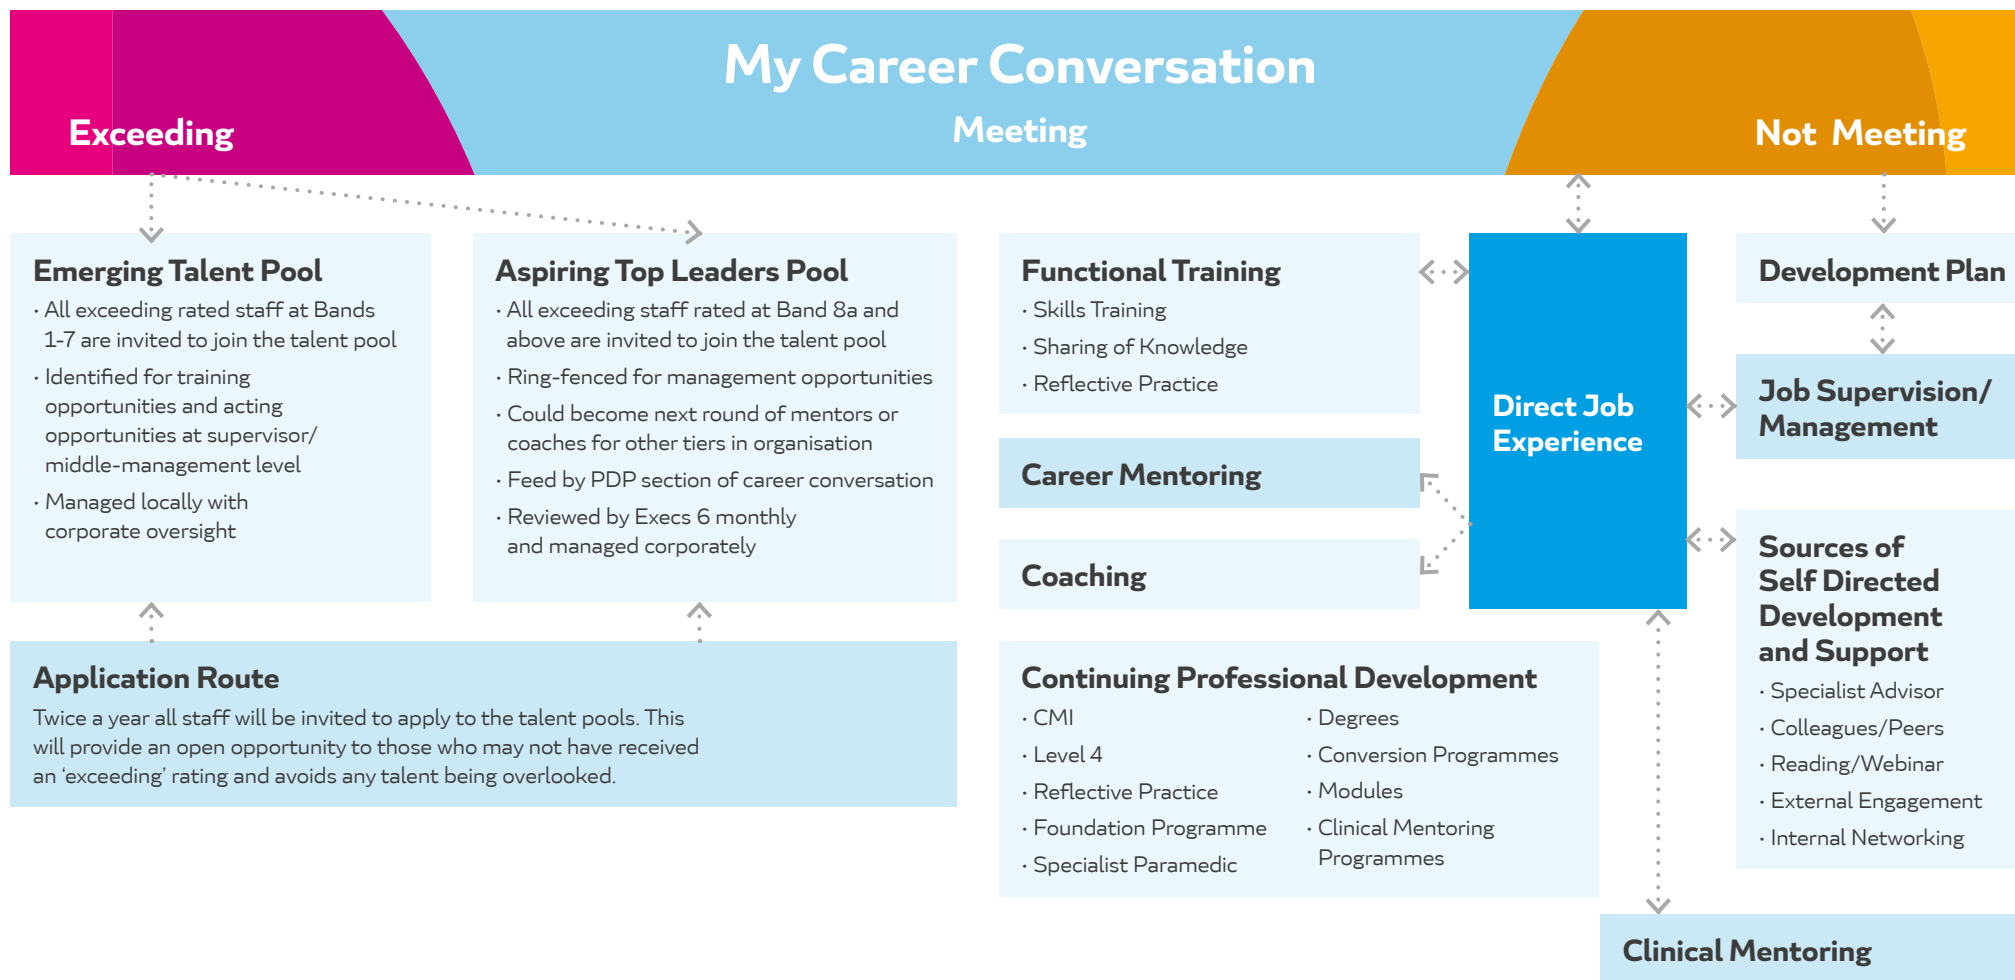 My Career Conversation
Exceeding
Meeting
Not Meeting
Emerging Talent Pool
· All exceeding rated staff at Bands
1-7 are invited to join the talent pool
· Identified for training
opportunities and acting
opportunities at supervisor/
middle-management level
· Managed locally with
corporate oversight
Aspiring Top Leaders Pool
· All exceeding staff rated at Band 8a and
above are invited to join the talent pool
· Ring-fenced for management opportunities
· Could become next round of mentors or
coaches for other tiers in organisation
· Feed by PDP section of career conversation
· Reviewed by Execs 6 monthly
and managed corporately
Application Route
Twice a year all staff will be invited to apply to the talent pools. This
will provide an open opportunity to those who may not have received
an ‘exceeding’ rating and avoids any talent being overlooked.
Functional Training
· Skills Training
· Sharing of Knowledge
· Reflective Practice
Career Mentoring
Coaching
Direct Job
Experience
Continuing Professional Development
· CMI
· Level 4
· Reflective Practice
· Foundation Programme
· Specialist Paramedic
· Degrees
· Conversion Programmes
· Modules
· Clinical Mentoring
Programmes
Development Plan
Job Supervision/
Management
Sources of
Self Directed
Development
and Support
· Specialist Advisor
· Colleagues/Peers
· Reading/Webinar
· External Engagement
· Internal Networking
Clinical Mentoring